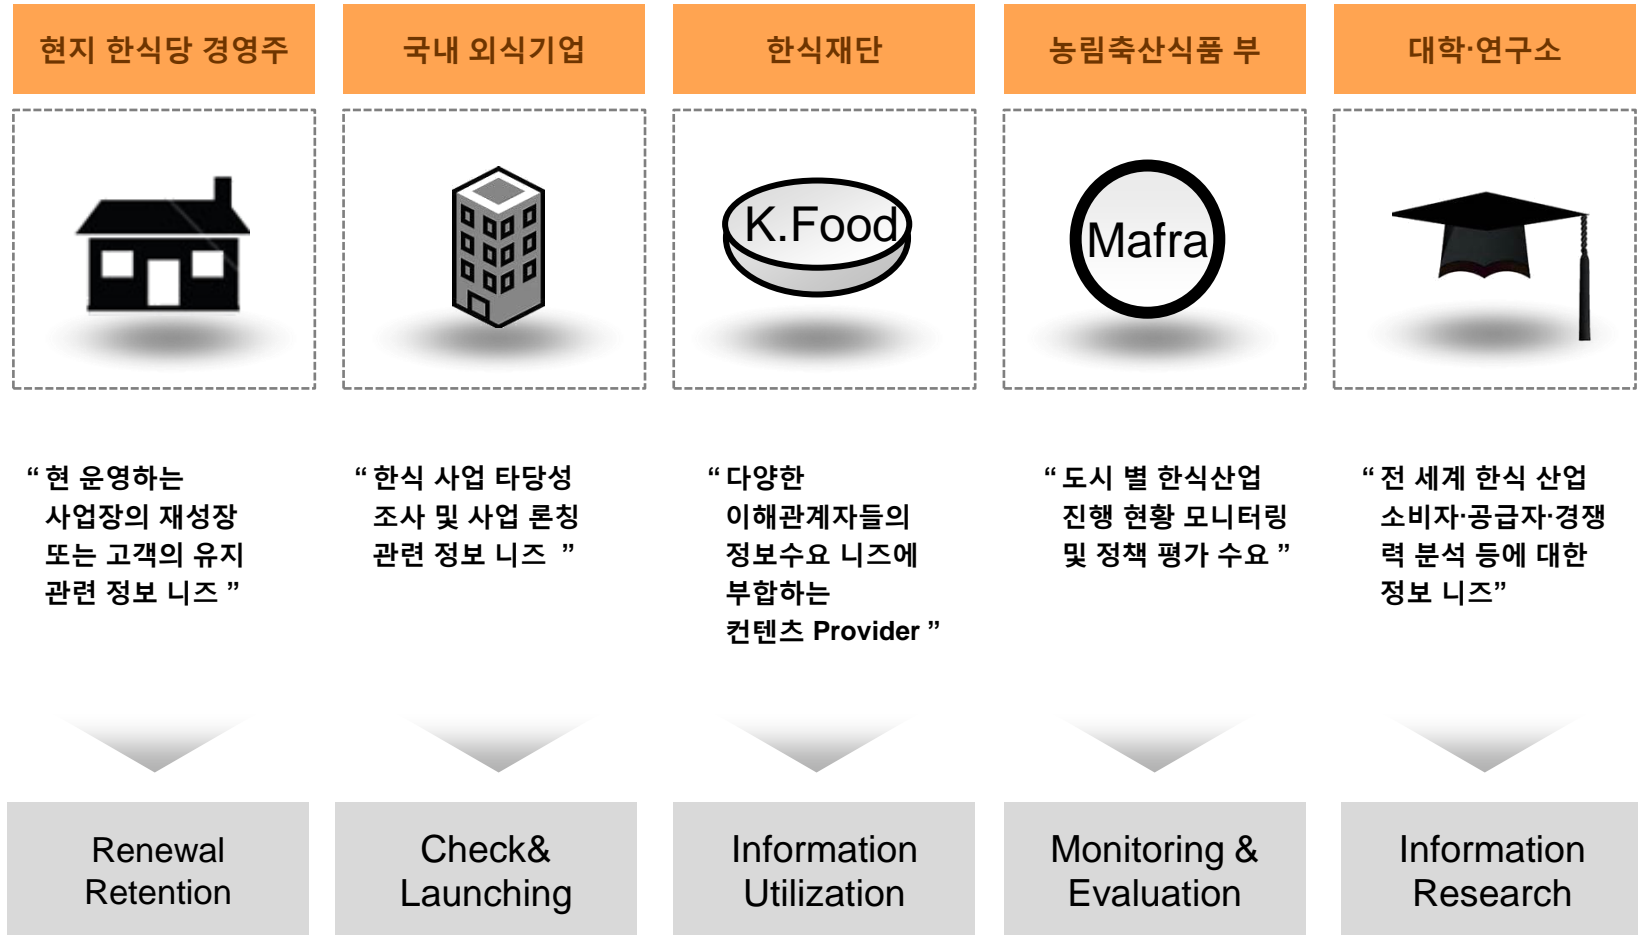 현지 한식당 경영주
국내 외식기업
한식재단
농림축산식품 부
대학·연구소
K.Food
Mafra
“ 현 운영하는
사업장의 재성장
또는 고객의 유지
관련 정보 니즈 ”
“ 한식 사업 타당성
조사 및 사업 론칭
관련 정보 니즈 ”
“ 다양한
이해관계자들의
정보수요 니즈에
부합하는
컨텐츠 Provider ”
“ 도시 별 한식산업
진행 현황 모니터링
및 정책 평가 수요 ”
“ 전 세계 한식 산업
소비자·공급자·경쟁
력 분석 등에 대한
정보 니즈”
Renewal
Retention
Check&
Launching
Information
Utilization
Monitoring &
Evaluation
Information
Research